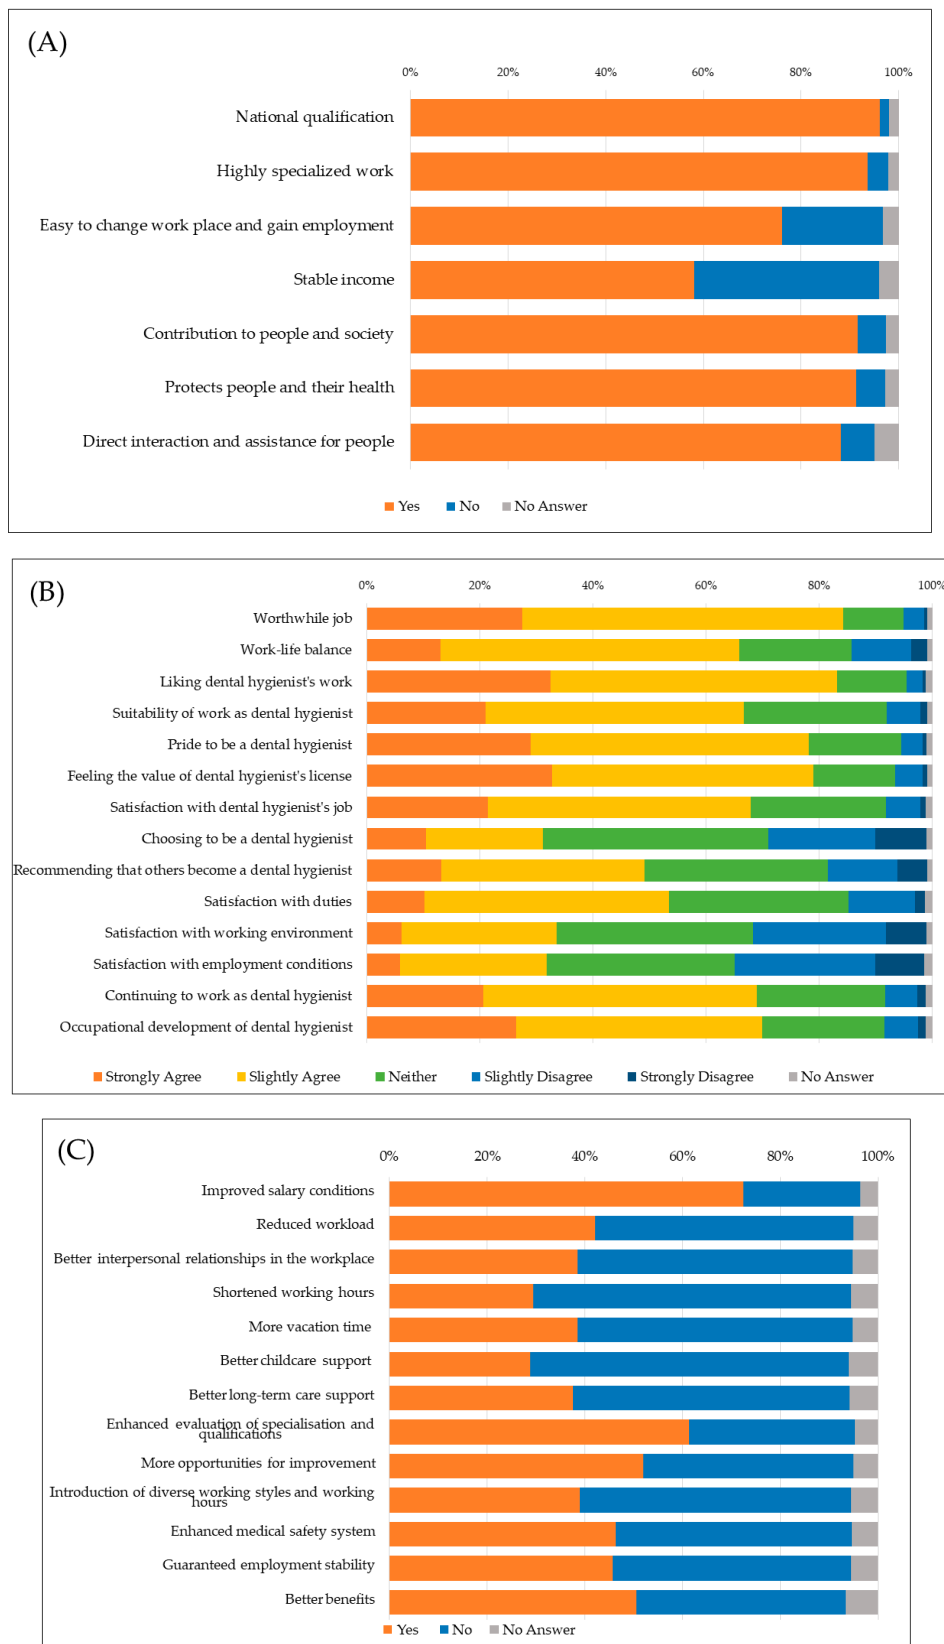 (A)
0% 20% 40% 60% 80% 100%
National qualification
Highly specialized work
Easy to change work place and gain employment
Stable income
Contribution to people and society
Protects people and their health
Direct interaction and assistance for people
Yes No No Answer
(B)
0% 20% 40% 60% 80% 100%
Worthwhile job
Work-life balance
Liking dental hygienist's work
Suitability of work as dental hygienist
Pride to be a dental hygienist
Feeling the value of dental hygienist's license
Satisfaction with dental hygienist's job
Choosing to be a dental hygienist
Recommending that others become a dental hygienist
Satisfaction with duties
Satisfaction with working environment
Satisfaction with employment conditions
Continuing to work as dental hygienist
Occupational development of dental hygienist
Strongly Agree Slightly Agree Neither Slightly Disagree Strongly Disagree No Answer
(C)
0% 20% 40% 60% 80% 100%
Improved salary conditions
Reduced workload
Better interpersonal relationships in the workplace
Shortened working hours
More vacation time
Better childcare support
Better long-term care support
Enhanced evaluation of specialisation and
qualifications
More opportunities for improvement
Introduction of diverse working styles and working
hours
Enhanced medical safety system
Guaranteed employment stability
Better benefits
Yes No No Answer